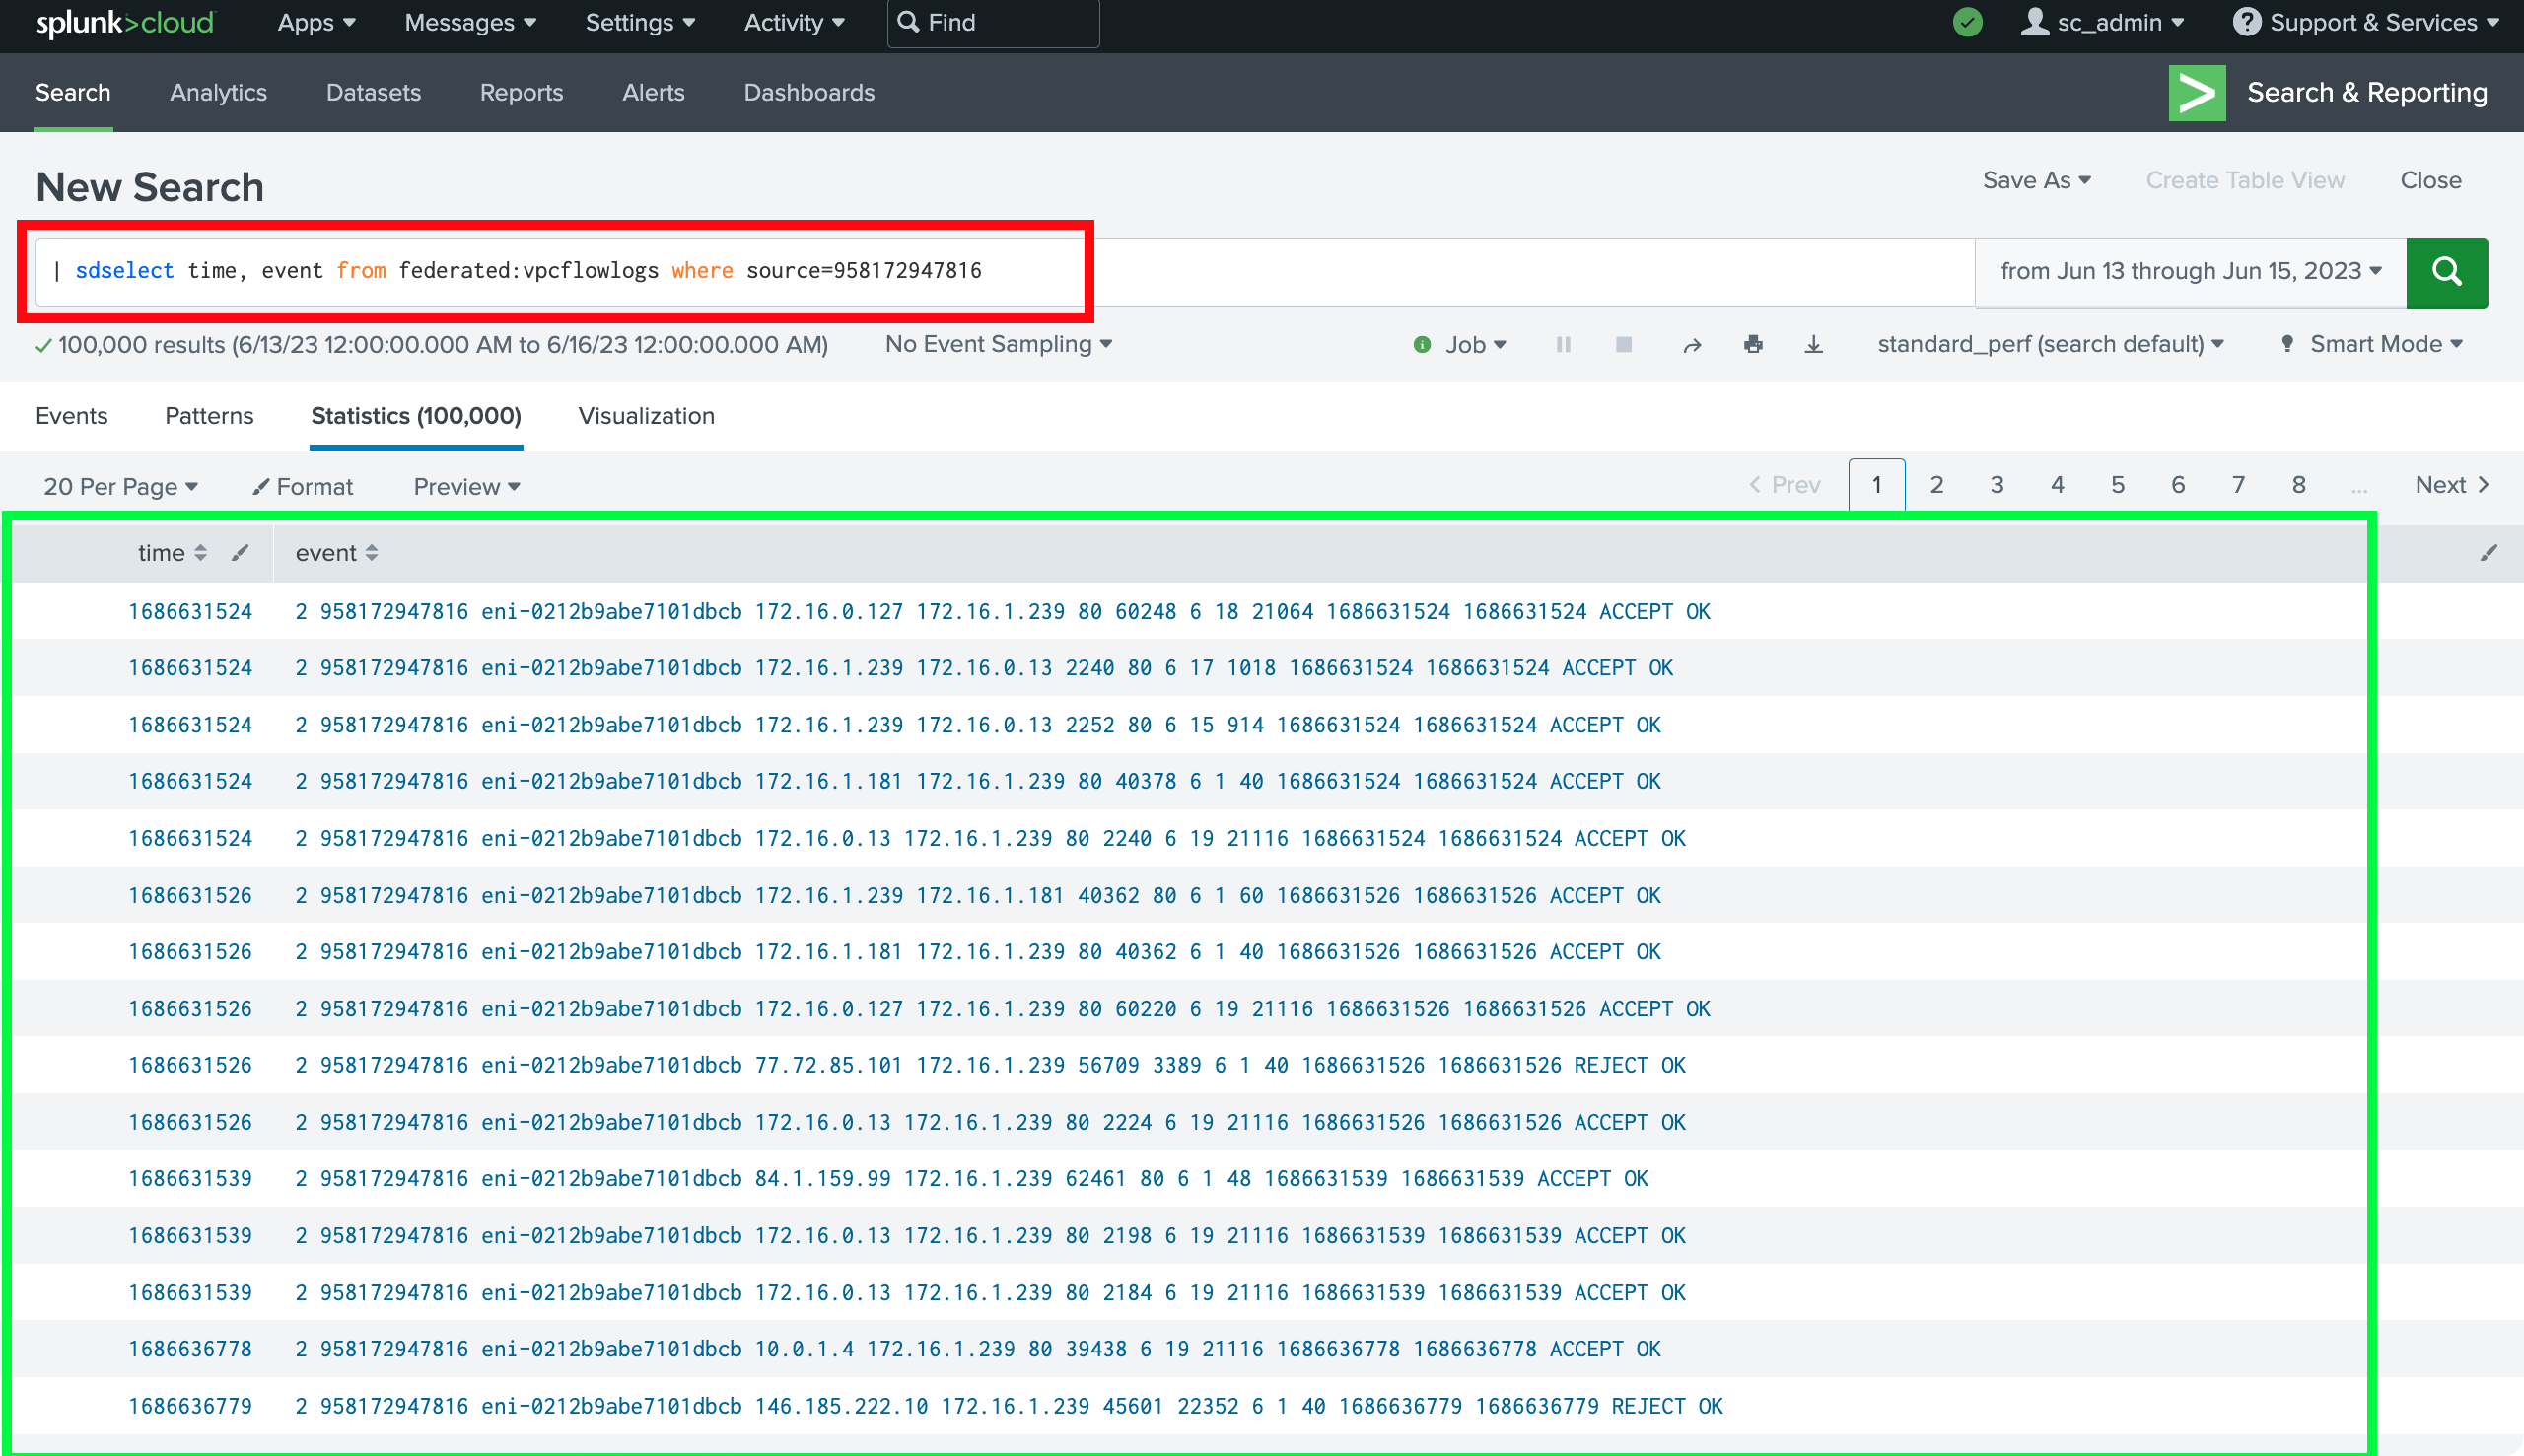 splunk>cloud Apps Messages Settings Activity Find sc_admin ? Support & Services
Search Analytics Datasets Reports Alerts Dashboards > Search & Reporting
New Search Save As Create Table View Close
| sdselect time, event from federated:vpcflowlogs where source=958172947816 from Jun 13 through Jun 15, 2023
100,000 results (6/13/23 12:00:00.000 AM to 6/16/23 12:00:00.000 AM) No Event Sampling Job standard_perf (search default) Smart Mode
Events Patterns Statistics (100,000) Visualization
20 Per Page Format Preview < Prev 1 2 3 4 5 6 7 8 ... Next >
time event
1686631524 2 958172947816 eni-0212b9abe7101dbcb 172.16.0.127 172.16.1.239 80 60248 6 18 21064 1686631524 1686631524 ACCEPT OK
1686631524 2 958172947816 eni-0212b9abe7101dbcb 172.16.1.239 172.16.0.13 2240 80 6 17 1018 1686631524 1686631524 ACCEPT OK
1686631524 2 958172947816 eni-0212b9abe7101dbcb 172.16.1.239 172.16.0.13 2252 80 6 15 914 1686631524 1686631524 ACCEPT OK
1686631524 2 958172947816 eni-0212b9abe7101dbcb 172.16.1.181 172.16.1.239 80 40378 6 1 40 1686631524 1686631524 ACCEPT OK
1686631524 2 958172947816 eni-0212b9abe7101dbcb 172.16.0.13 172.16.1.239 80 2240 6 19 21116 1686631524 1686631524 ACCEPT OK
1686631526 2 958172947816 eni-0212b9abe7101dbcb 172.16.1.239 172.16.1.181 40362 80 6 1 60 1686631526 1686631526 ACCEPT OK
1686631526 2 958172947816 eni-0212b9abe7101dbcb 172.16.1.181 172.16.1.239 80 40362 6 1 40 1686631526 1686631526 ACCEPT OK
1686631526 2 958172947816 eni-0212b9abe7101dbcb 172.16.0.127 172.16.1.239 80 60220 6 19 21116 1686631526 1686631526 ACCEPT OK
1686631526 2 958172947816 eni-0212b9abe7101dbcb 77.72.85.101 172.16.1.239 56709 3389 6 1 40 1686631526 1686631526 REJECT OK
1686631526 2 958172947816 eni-0212b9abe7101dbcb 172.16.0.13 172.16.1.239 80 2224 6 19 21116 1686631526 1686631526 ACCEPT OK
1686631539 2 958172947816 eni-0212b9abe7101dbcb 84.1.159.99 172.16.1.239 62461 80 6 1 48 1686631539 1686631539 ACCEPT OK
1686631539 2 958172947816 eni-0212b9abe7101dbcb 172.16.0.13 172.16.1.239 80 2198 6 19 21116 1686631539 1686631539 ACCEPT OK
1686631539 2 958172947816 eni-0212b9abe7101dbcb 172.16.0.13 172.16.1.239 80 2184 6 19 21116 1686631539 1686631539 ACCEPT OK
1686636778 2 958172947816 eni-0212b9abe7101dbcb 10.0.1.4 172.16.1.239 80 39438 6 19 21116 1686636778 1686636778 ACCEPT OK
1686636779 2 958172947816 eni-0212b9abe7101dbcb 146.185.222.10 172.16.1.239 45601 22352 6 1 40 1686636779 1686636779 REJECT OK